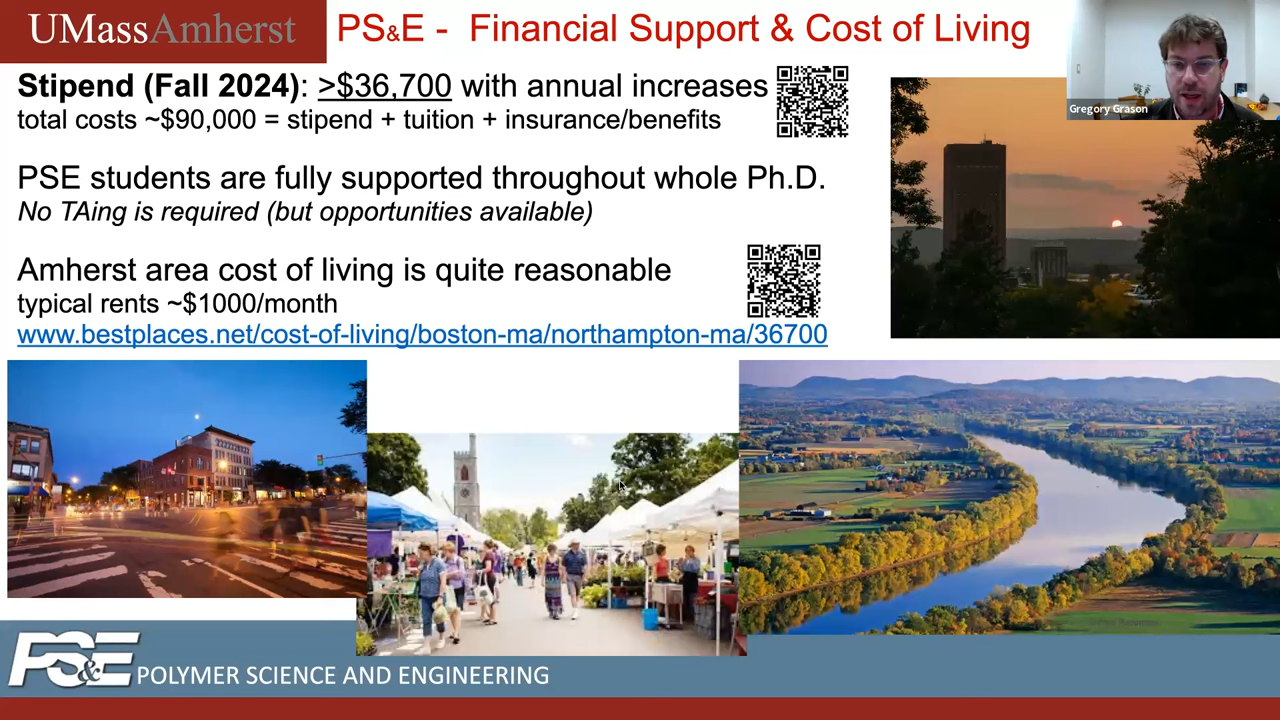 UMassAmherst
PS&E - Financial Support & Cost of Living
Gregory Grason
Stipend (Fall 2024): >$36,700 with annual increases
total costs ~$90,000 = stipend + tuition + insurance/benefits
PSE students are fully supported throughout whole Ph.D.
No TAing is required (but opportunities available)
Amherst area cost of living is quite reasonable
typical rents ~$1000/month
www.bestplaces.net/cost-of-living/boston-ma/northampton-ma/36700
PS&E
POLYMER SCIENCE AND ENGINEERING